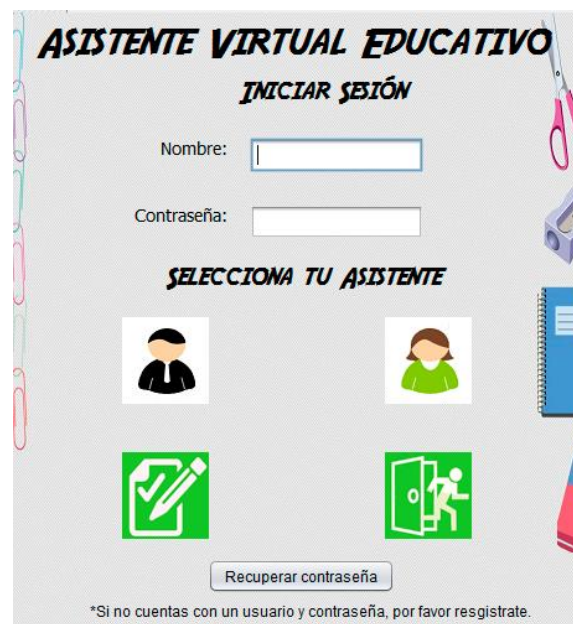 ASISTENTE VIRTUAL EDUCATIVO
INICIAR SESIÓN
Nombre:
Contraseña:
SELECCIONA TU ASISTENTE
Recuperar contraseña
*Si no cuentas con un usuario y contraseña, por favor resgistrate.